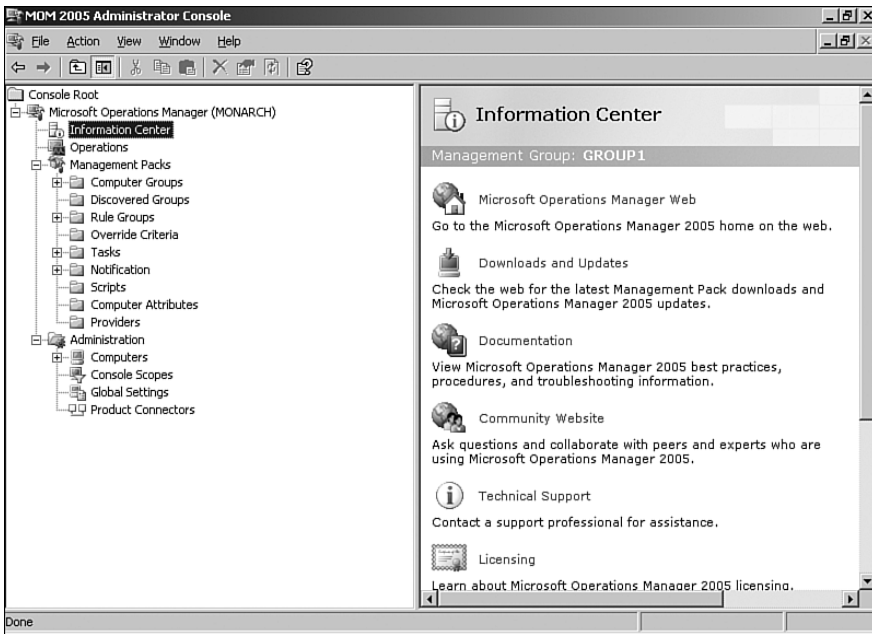 MOM 2005 Administrator Console
File Action View Window Help
Console Root
Microsoft Operations Manager (MONARCH)
Information Center
Operations
Management Packs
Computer Groups
Discovered Groups
Rule Groups
Override Criteria
Tasks
Notification
Scripts
Computer Attributes
Providers
Administration
Computers
Console Scopes
Global Settings
Product Connectors
Information Center
Management Group: GROUP1
Microsoft Operations Manager Web
Go to the Microsoft Operations Manager 2005 home on the web.
Downloads and Updates
Check the web for the latest Management Pack downloads and
Microsoft Operations Manager 2005 updates.
Documentation
View Microsoft Operations Manager 2005 best practices,
procedures, and troubleshooting information.
Community Website
Ask questions and collaborate with peers and experts who are
using Microsoft Operations Manager 2005.
Technical Support
Contact a support professional for assistance.
Licensing
Learn about Microsoft Operations Manager 2005 licensing.
Done